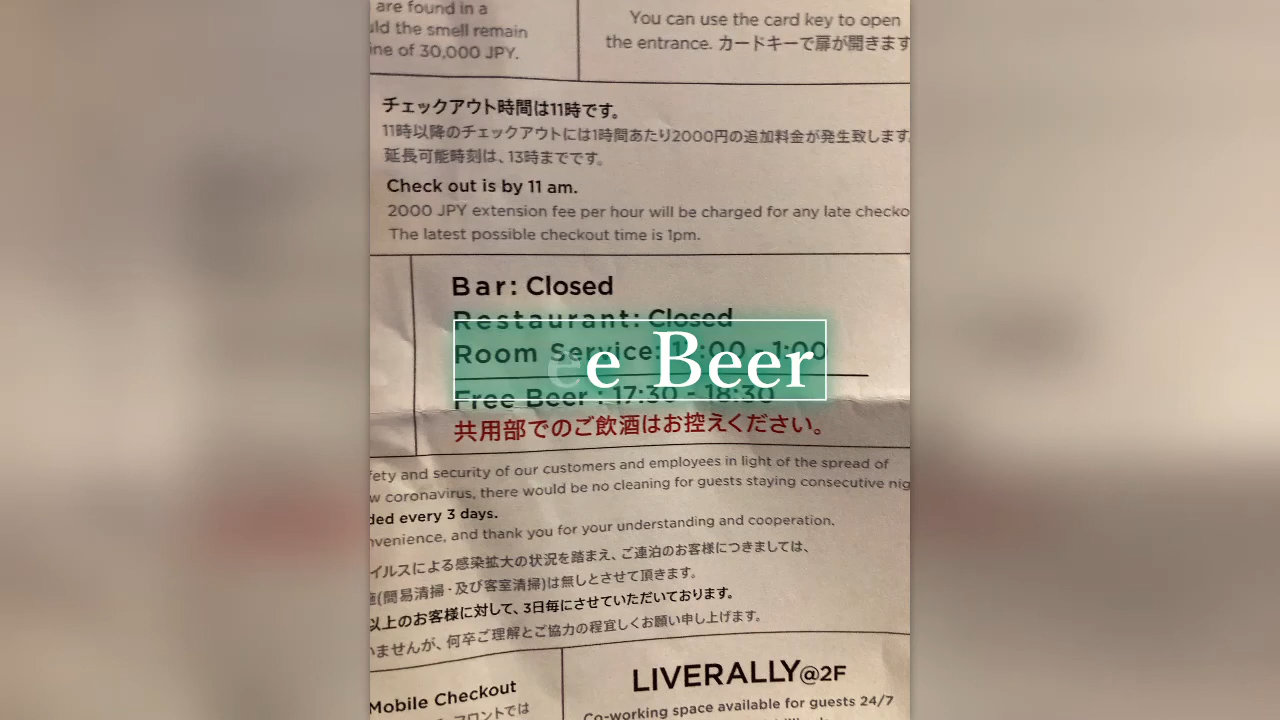 are found in a
the smell remain
of 30,000 JPY.
You can use the card key to open
the entrance. カードキーで扉が開きます
チェックアウト時間は11時です。
11時以降のチェックアウトには1時間あたり2000円の追加料金が発生致します
延長可能時刻は、13時までです。
Check out is by 11 am.
2000 JPY extension fee per hour will be charged for any late checko
The latest possible checkout time is 1pm.
Bar: Closed
Restaurant: Closed
Room Service: :00 - 1:00
ee Beer
Free Beer : 17:30 - 18:30
共用部でのご飲酒はお控えください。
fety and security of our customers and employees in light of the spread of
w coronavirus, there would be no cleaning for guests staying consecutive nig
ded every 3 days.
nvenience, and thank you for your understanding and cooperation.
イルスによる感染拡大の状況を踏まえ、ご連泊のお客様につきましては、
(簡易清掃・及び客室清掃)は無しとさせて頂きます。
以上のお客様に対して、3日毎にさせていただいております。
いませんが、何卒ご理解とご協力の程宜しくお願い申し上げます。
Mobile Checkout
フロントでは
LIVERALLY@2F
Co-working space available for guests 24/7